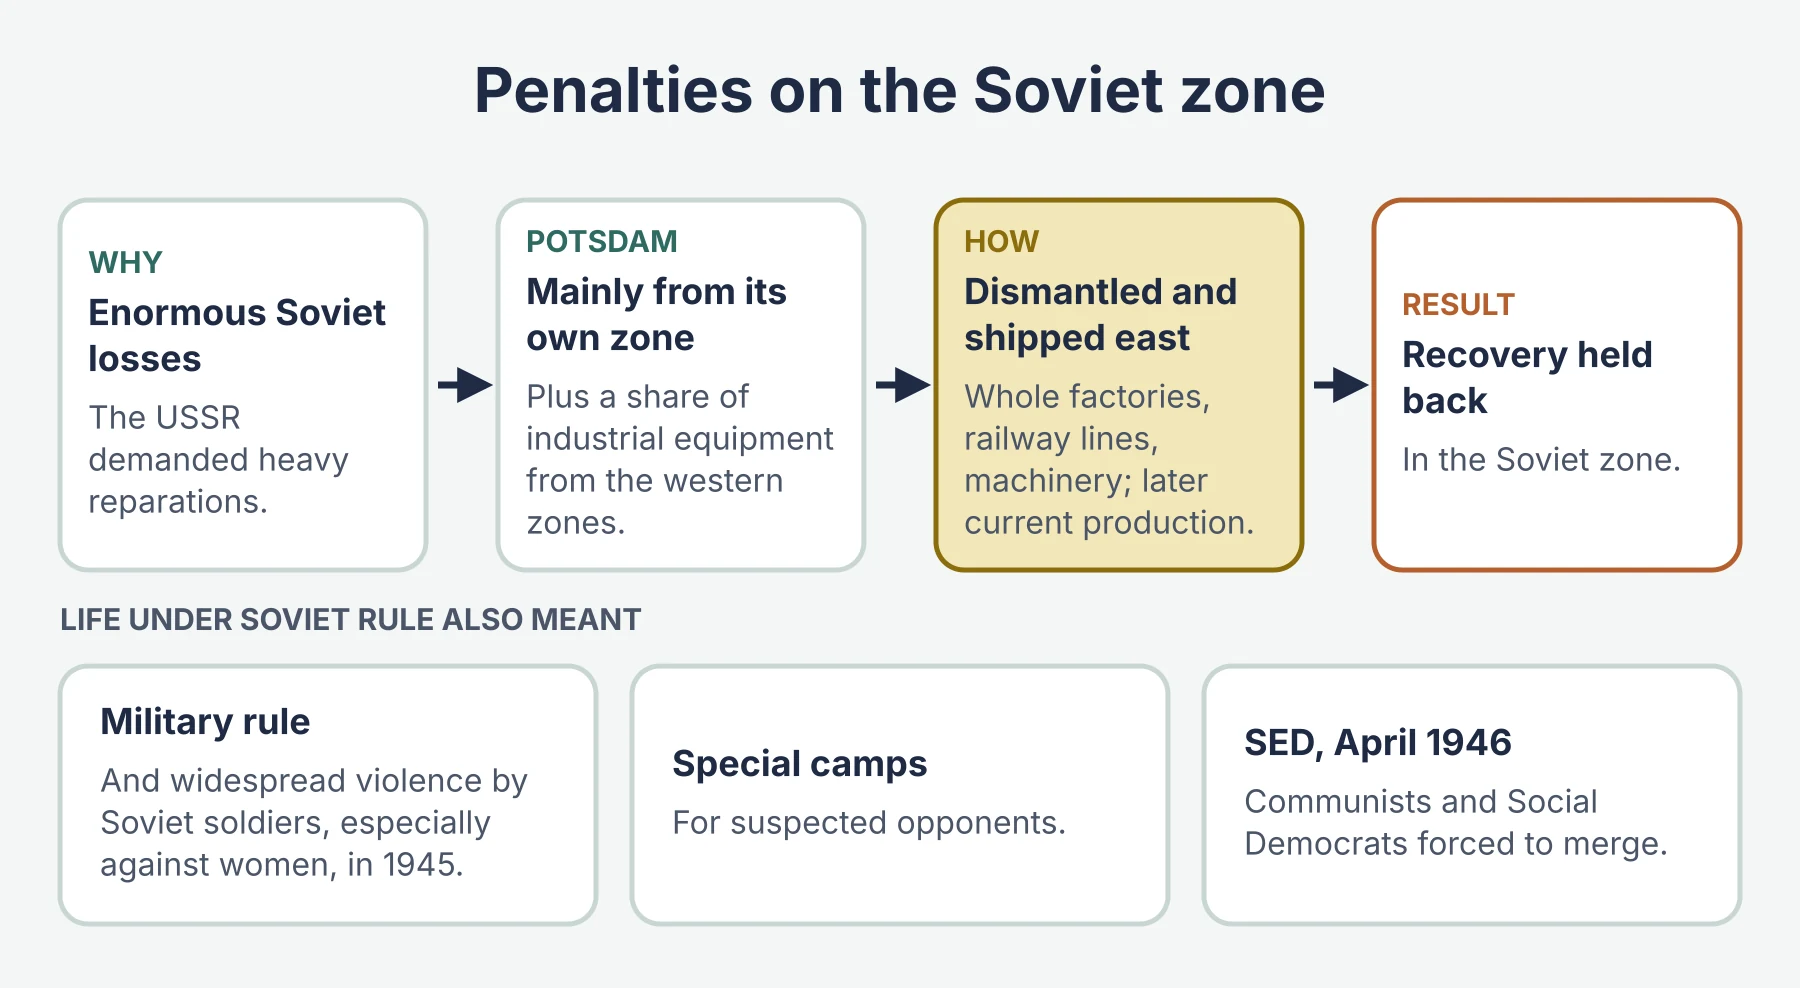 Penalties on the Soviet zone
WHY
Enormous Soviet
losses
The USSR
demanded heavy
reparations.
POTSDAM
Mainly from its
own zone
Plus a share of
industrial equipment
from the western
zones.
HOW
Dismantled and
shipped east
Whole factories,
railway lines,
machinery; later
current production.
RESULT
Recovery held
back
In the Soviet zone.
LIFE UNDER SOVIET RULE ALSO MEANT
Military rule
And widespread violence by
Soviet soldiers, especially
against women, in 1945.
Special camps
For suspected opponents.
SED, April 1946
Communists and Social
Democrats forced to merge.